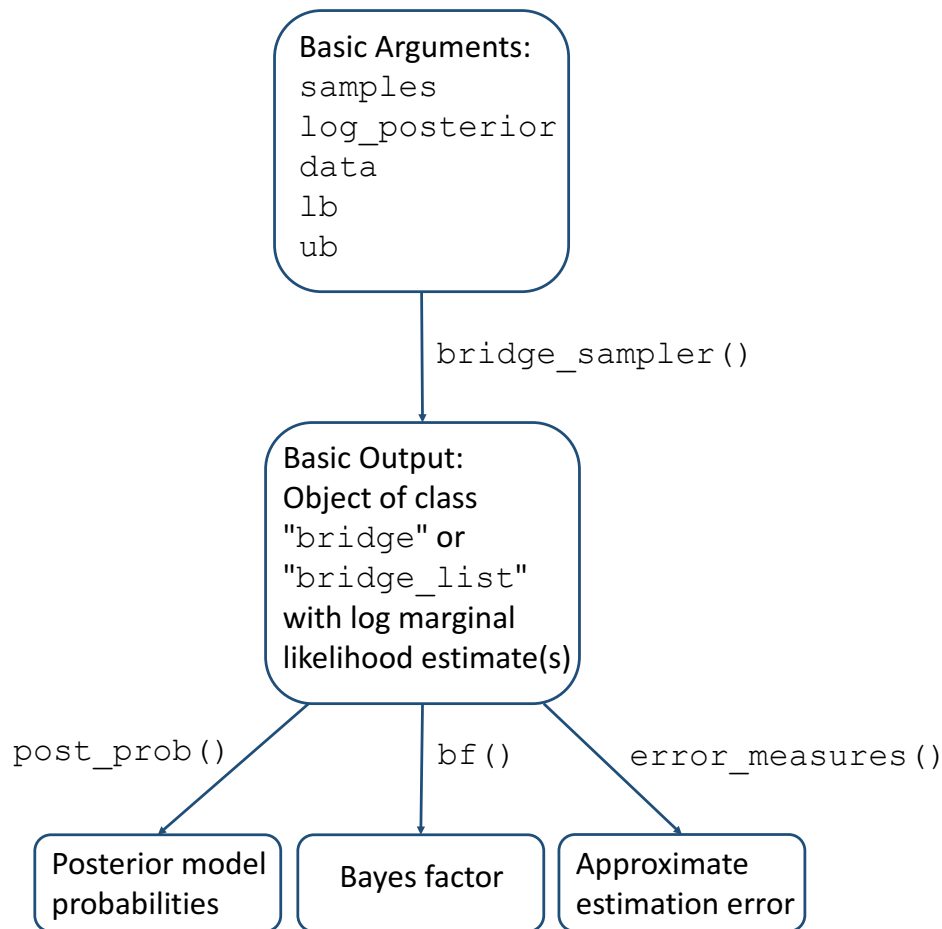 Basic Arguments:
samples
log_posterior
data
lb
ub
bridge_sampler()
Basic Output:
Object of class
"bridge" or
"bridge_list"
with log marginal
likelihood estimate(s)
post_prob()
bf()
error_measures()
Posterior model
probabilities
Bayes factor
Approximate
estimation error